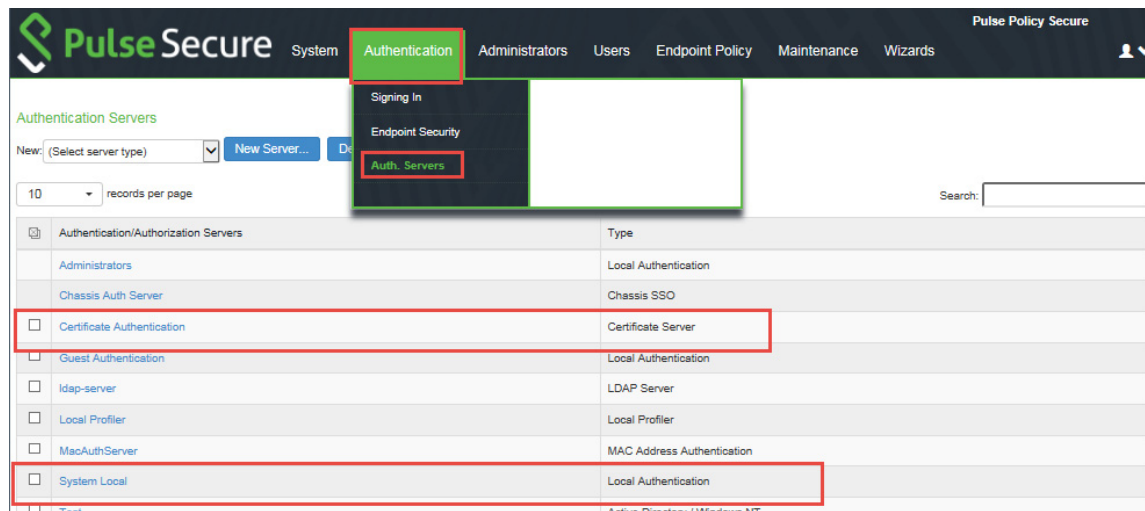 Pulse Policy Secure
Pulse Secure System Authentication Administrators Users Endpoint Policy Maintenance Wizards
Signing In
Endpoint Security
Auth. Servers
Authentication Servers
New: (Select server type) New Server... De
10 records per page Search:
Authentication/Authorization Servers Type
Administrators Local Authentication
Chassis Auth Server Chassis SSO
Certificate Authentication Certificate Server
Guest Authentication Local Authentication
ldap-server LDAP Server
Local Profiler Local Profiler
MacAuthServer MAC Address Authentication
System Local Local Authentication